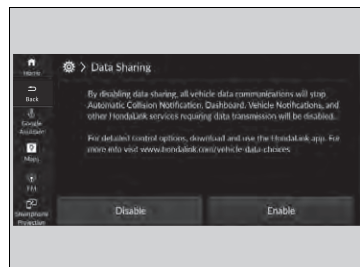 Home
> Data Sharing
Back
By disabling data sharing, all vehicle data communications will stop
Automatic Collision Notification, Dashboard, Vehicle Notifications, and
other HondaLink services requiring data transmission will be disabled.
Google
Assistant
For detailed control options, download and use the HondaLink app. For
more info visit www.hondalink.com/vehicle-data-choices
Maps
FM
Smartphone
Projection
Disable
Enable